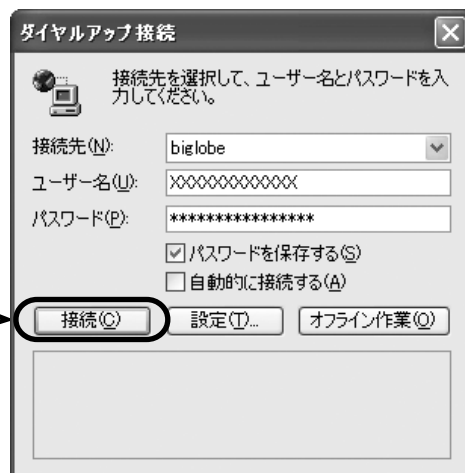 ダイヤルアップ接続
接続先を選択して、ユーザー名とパスワードを入
力してください。
接続先(N): biglobe
ユーザー名(U): XXXXXXXXXXXXX
パスワード(P): ****************
パスワードを保存する(S)
自動的に接続する(A)
接続(C) 設定(T)... オフライン作業(O)